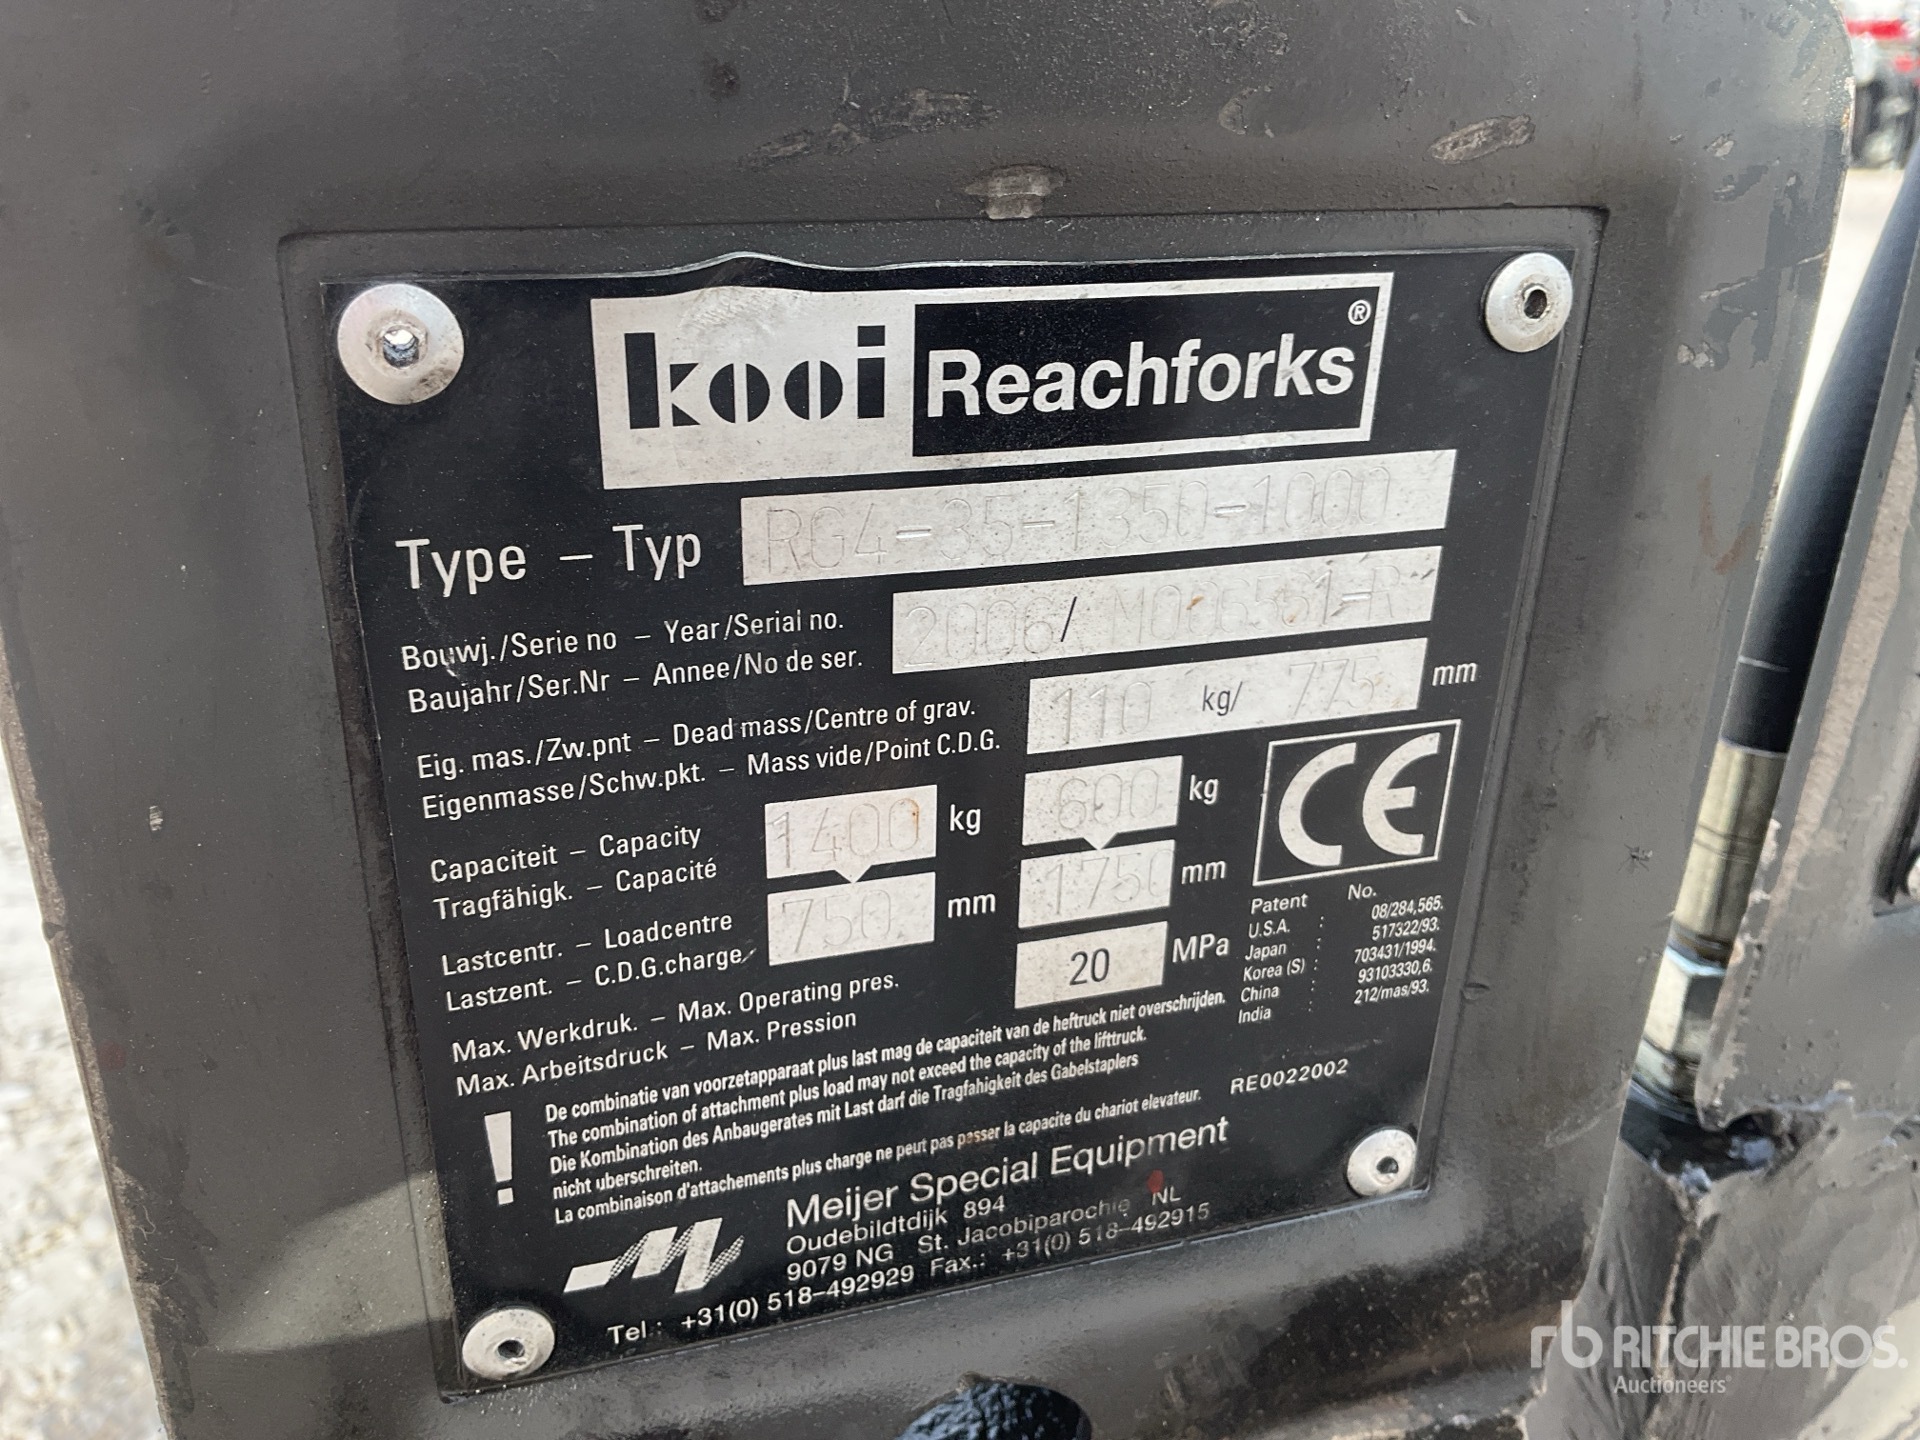 kooi Reachforks®
Type – Typ RG4-35-1350-1000
Bouwj./Serie no – Year/Serial no.
Baujahr/Ser.Nr – Annee/No de ser.
2006/ M006561-R
Eig. mas./Zw.pnt – Dead mass/Centre of grav.
Eigenmasse/Schw.pkt. – Mass vide/Point C.D.G.
110 kg/ 775 mm
Capaciteit – Capacity
Tragfähigk. – Capacité
1400 kg 600 kg
Lastcentr. – Loadcentre
Lastzent. – C.D.G.charge
750 mm 1750 mm
Max. Werkdruk. – Max. Operating pres.
Max. Arbeitsdruck – Max. Pression
20 MPa
CE
Patent No.
U.S.A. : 08/284,565.
Japan : 517322/93.
Korea (S) : 703431/1994.
China : 93103330,6.
India : 212/mas/93.
! De combinatie van voorzetapparaat plus last mag de capaciteit van de heftruck niet overschrijden.
The combination of attachment plus load may not exceed the capacity of the lifttruck.
Die Kombination des Anbaugerates mit Last darf die Tragfahigkeit des Gabelstaplers
nicht uberschreiten.
La combinaison d'attachements plus charge ne peut pas passer la capacite du chariot elevateur.
RE0022002
Meijer Special Equipment
Oudebildtdijk 894
9079 NG St. Jacobiparochie NL
Tel.: +31(0) 518-492929 Fax.: +31(0) 518-492915
rb RITCHIE BROS.
Auctioneers